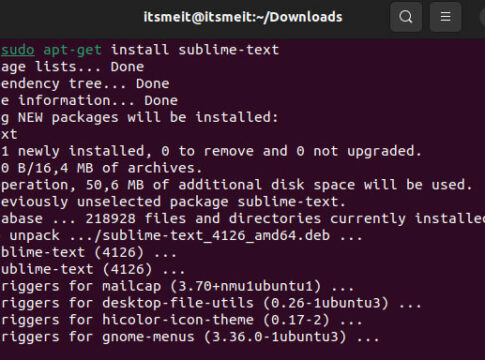 itsmeit@itsmeit:~/Downloads
sudo apt-get install sublime-text
age lists... Done
endency tree... Done
e information... Done
g NEW packages will be installed:
xt
1 newly installed, 0 to remove and 0 not upgraded.
0 B/16,4 MB of archives.
peration, 50,6 MB of additional disk space will be used.
eviously unselected package sublime-text.
abase ... 218928 files and directories currently installed
unpack .../sublime-text_4126_amd64.deb ...
blime-text (4126) ...
ublime-text (4126) ...
riggers for mailcap (3.70+nmu1ubuntu1) ...
riggers for desktop-file-utils (0.26-1ubuntu3) ...
riggers for hicolor-icon-theme (0.17-2) ...
riggers for gnome-menus (3.36.0-1ubuntu3) ...